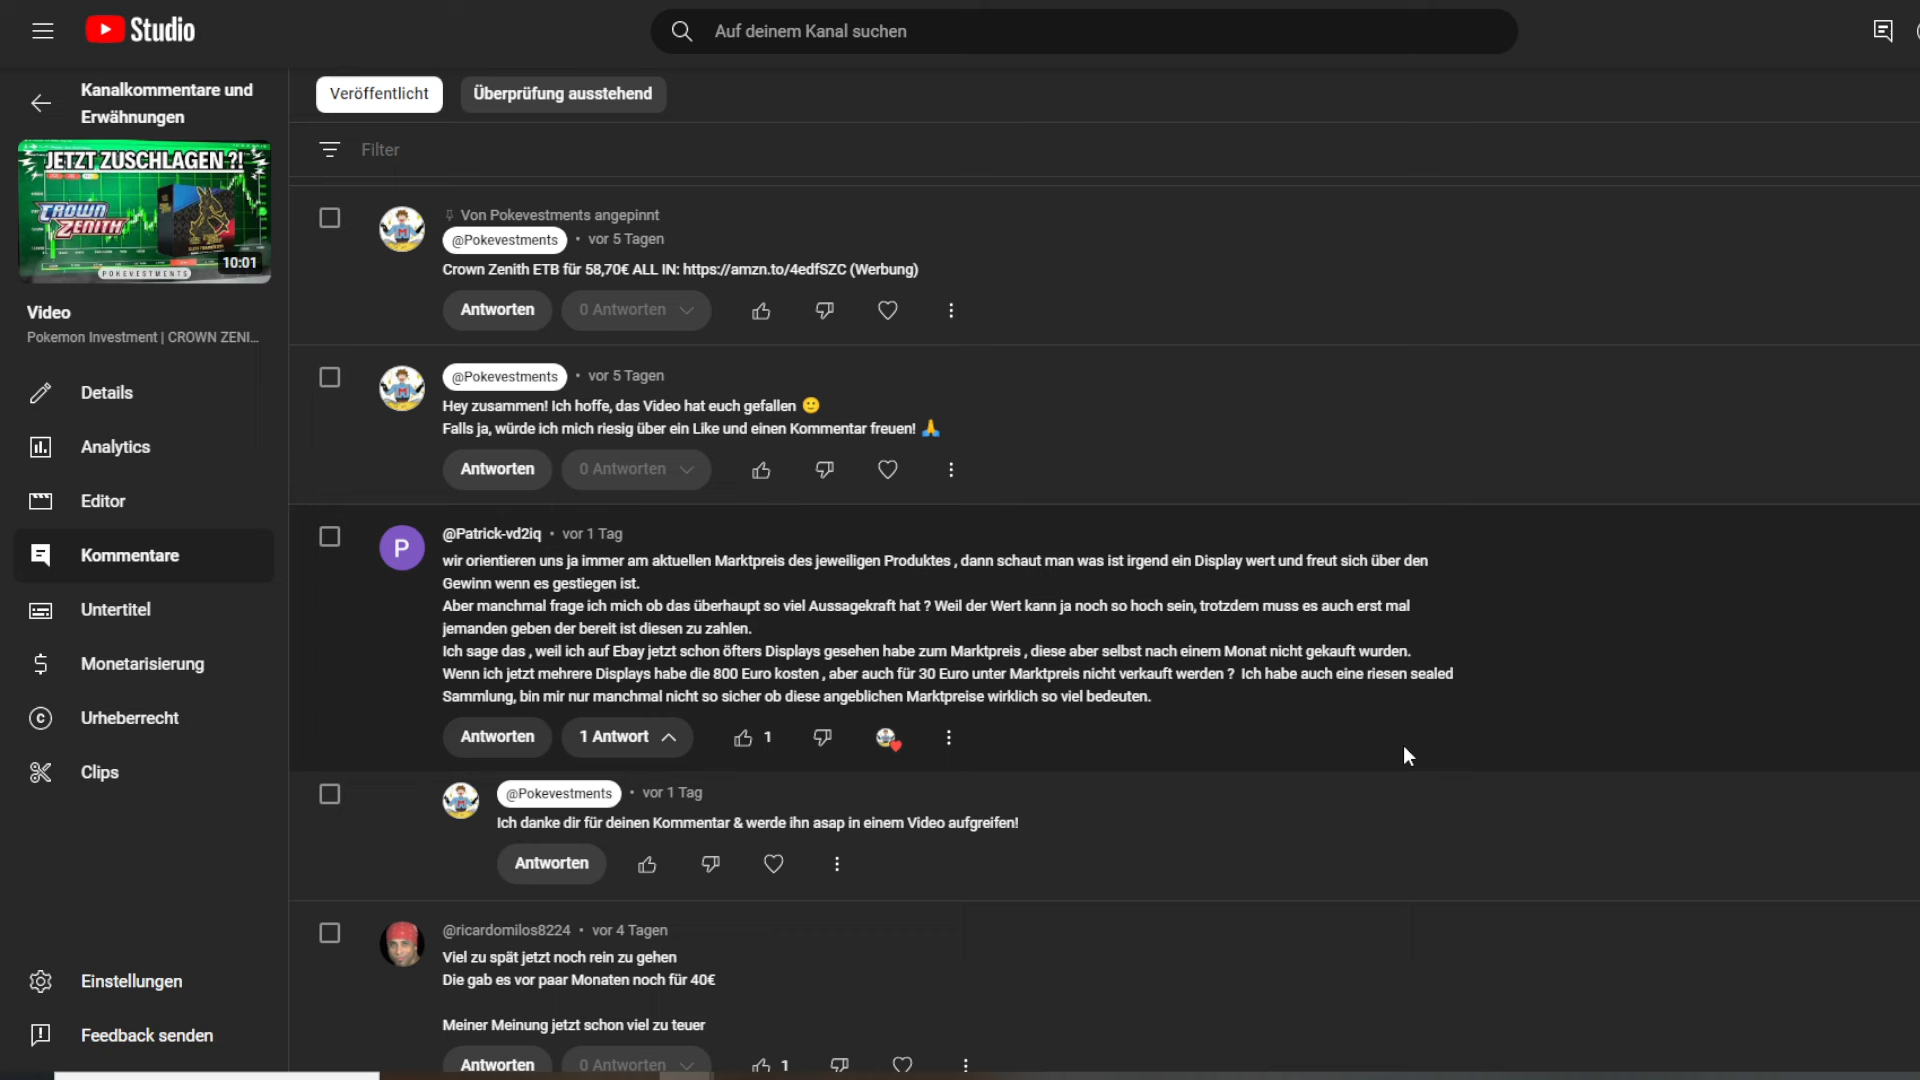 Studio
Auf deinem Kanal suchen
Kanalkommentare und
Erwähnungen
JETZT ZUSCHLAGEN ?!
CROWN
ZENITH
POKEVESTMENTS
10:01
Video
Pokemon Investment | CROWN ZENI...
Details
Analytics
Editor
Kommentare
Untertitel
Monetarisierung
Urheberrecht
Clips
Einstellungen
Feedback senden
Veröffentlicht
Überprüfung ausstehend
Filter
Von Pokevestments angepinnt
@Pokevestments • vor 5 Tagen
Crown Zenith ETB für 58,70€ ALL IN: https://amzn.to/4edfSZC (Werbung)
Antworten 0 Antworten
@Pokevestments • vor 5 Tagen
Hey zusammen! Ich hoffe, das Video hat euch gefallen 🙂
Falls ja, würde ich mich riesig über ein Like und einen Kommentar freuen! 🙏
Antworten 0 Antworten
P
@Patrick-vd2iq • vor 1 Tag
wir orientieren uns ja immer am aktuellen Marktpreis des jeweiligen Produktes , dann schaut man was ist irgend ein Display wert und freut sich über den
Gewinn wenn es gestiegen ist.
Aber manchmal frage ich mich ob das überhaupt so viel Aussagekraft hat ? Weil der Wert kann ja noch so hoch sein, trotzdem muss es auch erst mal
jemanden geben der bereit ist diesen zu zahlen.
Ich sage das , weil ich auf Ebay jetzt schon öfters Displays gesehen habe zum Marktpreis , diese aber selbst nach einem Monat nicht gekauft wurden.
Wenn ich jetzt mehrere Displays habe die 800 Euro kosten , aber auch für 30 Euro unter Marktpreis nicht verkauft werden ? Ich habe auch eine riesen sealed
Sammlung, bin mir nur manchmal nicht so sicher ob diese angeblichen Marktpreise wirklich so viel bedeuten.
Antworten 1 Antwort 1
@Pokevestments • vor 1 Tag
Ich danke dir für deinen Kommentar & werde ihn asap in einem Video aufgreifen!
Antworten
@ricardomilos8224 • vor 4 Tagen
Viel zu spät jetzt noch rein zu gehen
Die gab es vor paar Monaten noch für 40€
Meiner Meinung jetzt schon viel zu teuer
Antworten 0 Antworten 1